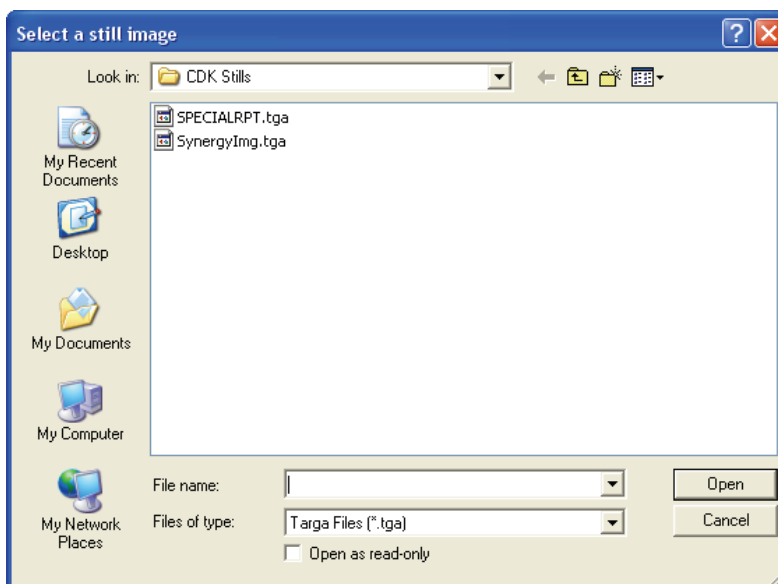 Select a still image
Look in: CDK Stills
SPECIALRPT.tga
SynergyImg.tga
My Recent
Documents
Desktop
My Documents
My Computer
My Network
Places
File name:
Open
Files of type: Targa Files (*.tga)
Cancel
Open as read-only